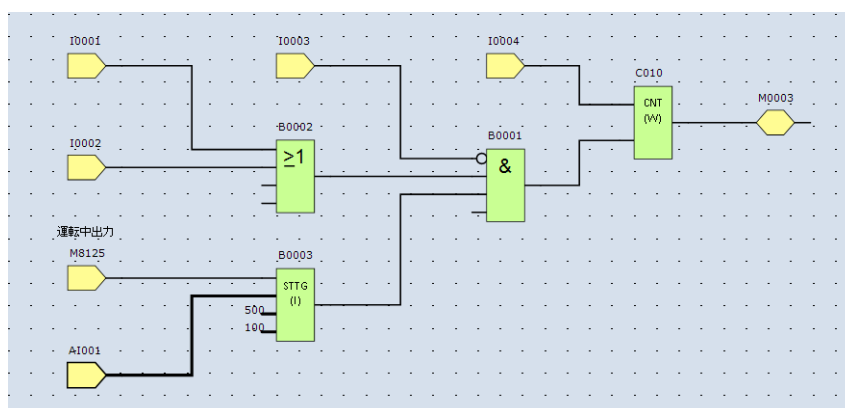 I0001
I0003
I0004
C010
CNT
(W)
M0003
B0002
≥1
B0001
&
I0002
運転中出力
M8125
B0003
STTG
(I)
500
100
AI001